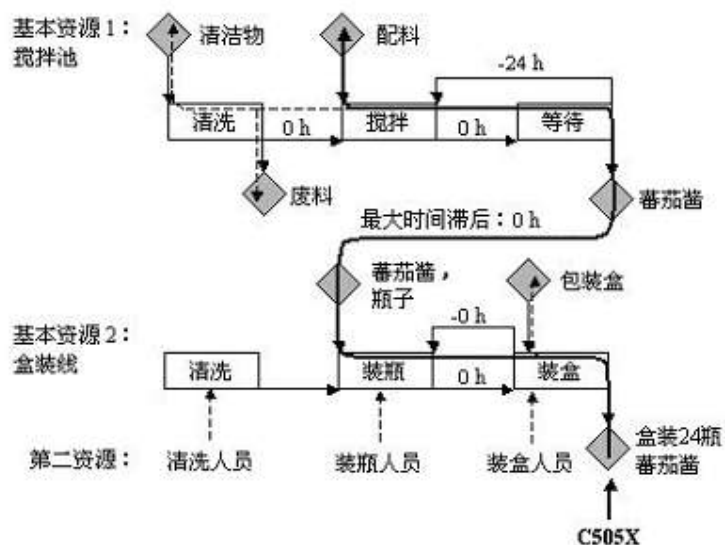 基本资源1：
搅拌池
清洁物
配料
-24 h
清洗
0 h
搅拌
0 h
等待
废料
蕃茄酱
最大时间滞后：0 h
蕃茄酱，
瓶子
包装盒
基本资源2：
盒装线
-0 h
清洗
装瓶
0 h
装盒
第二资源：
清洗人员
装瓶人员
装盒人员
盒装24瓶
蕃茄酱
C505X